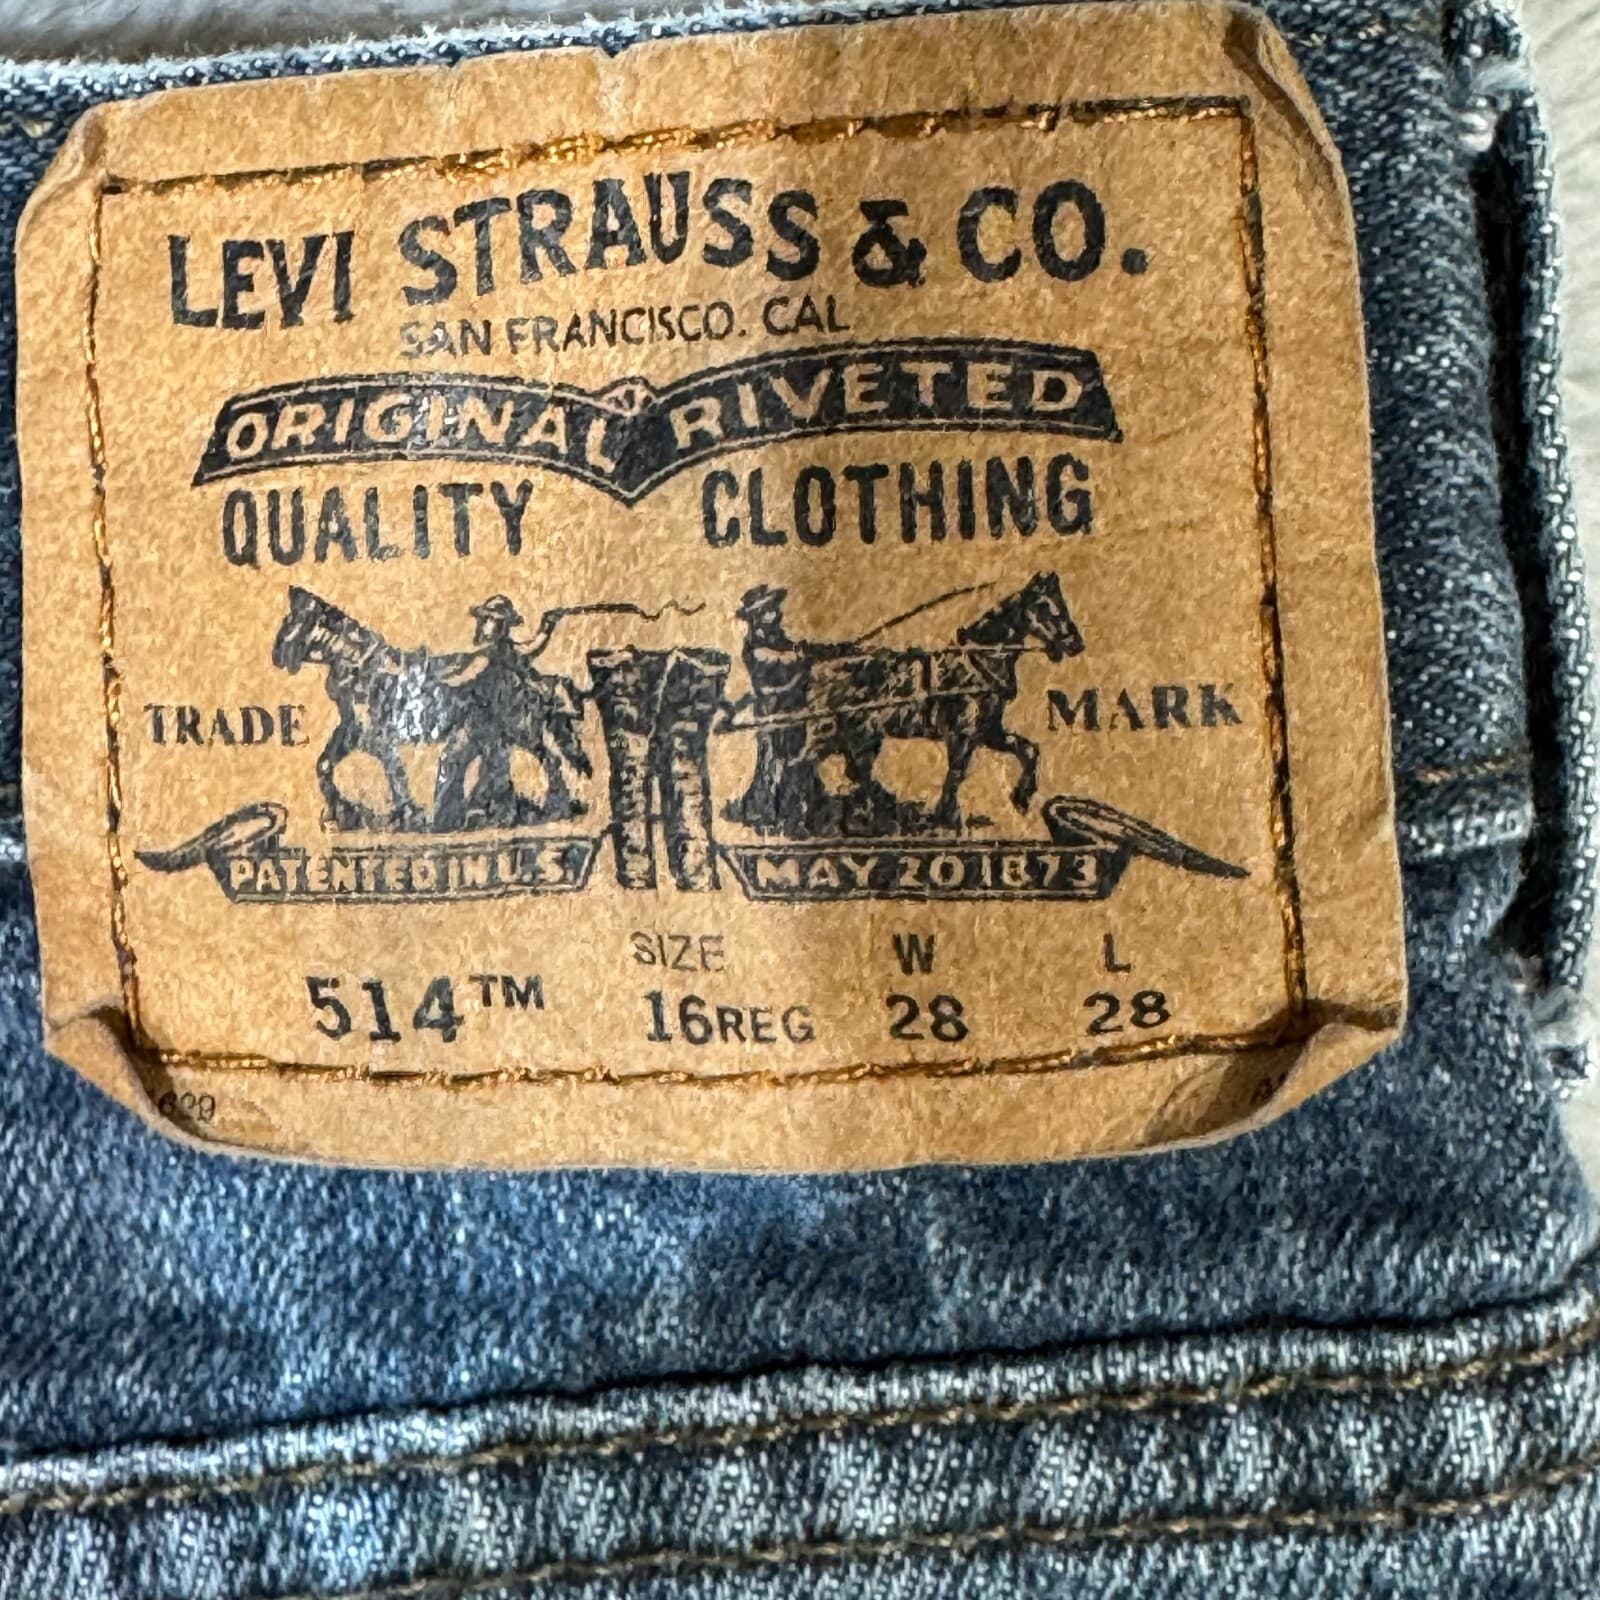 LEVI STRAUSS & CO.
SAN FRANCISCO. CAL
ORIGINAL RIVETED
QUALITY CLOTHING
TRADE MARK
PATENTED IN U.S. MAY 20 1873
SIZE W L
514™ 16REG 28 28